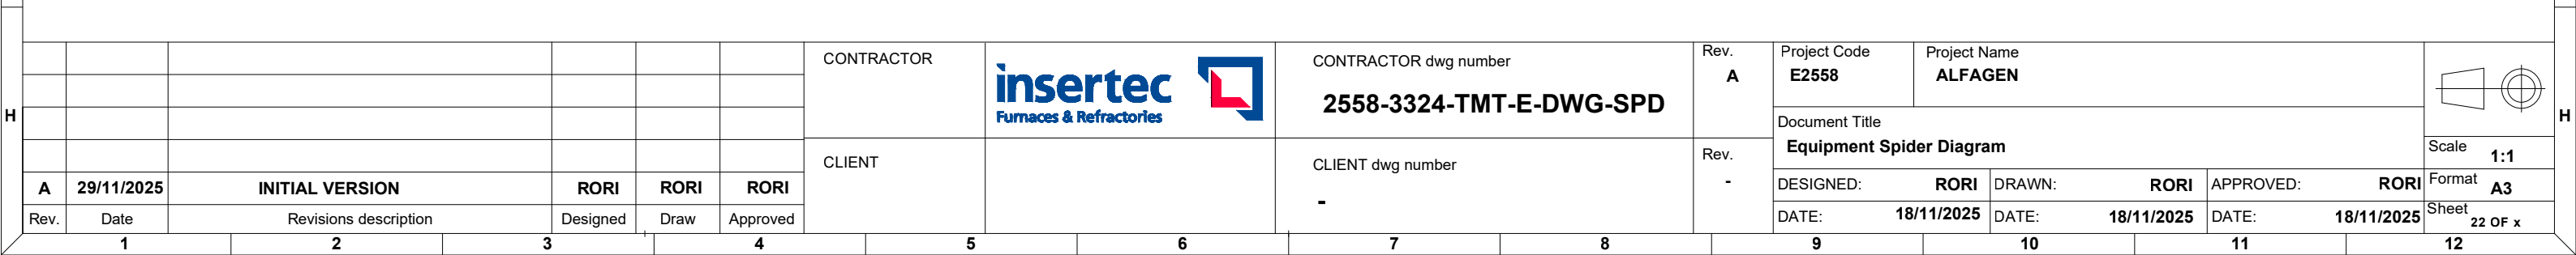 H
CONTRACTOR
insertec
Furnaces & Refractories
CONTRACTOR dwg number
2558-3324-TMT-E-DWG-SPD
Rev.
A
Project Code
E2558
Project Name
ALFAGEN
Document Title
Equipment Spider Diagram
H
CLIENT
CLIENT dwg number
-
Rev.
-
Scale
1:1
A 29/11/2025 INITIAL VERSION RORI RORI RORI
Rev. Date Revisions description Designed Draw Approved
DESIGNED: RORI DRAWN: RORI APPROVED: RORI
Format A3
DATE: 18/11/2025 DATE: 18/11/2025 DATE: 18/11/2025
Sheet 22 OF x
1 2 3 4 5 6 7 8 9 10 11 12